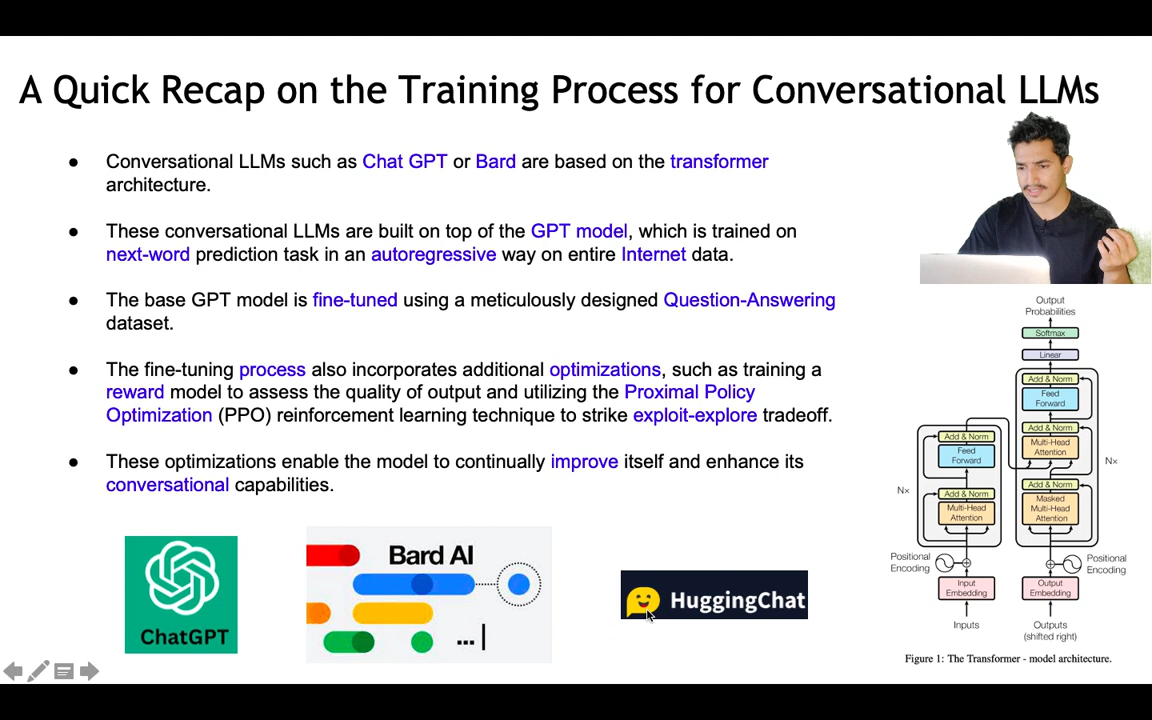 A Quick Recap on the Training Process for Conversational LLMs
● Conversational LLMs such as Chat GPT or Bard are based on the transformer
architecture.
● These conversational LLMs are built on top of the GPT model, which is trained on
next-word prediction task in an autoregressive way on entire Internet data.
● The base GPT model is fine-tuned using a meticulously designed Question-Answering
dataset.
● The fine-tuning process also incorporates additional optimizations, such as training a
reward model to assess the quality of output and utilizing the Proximal Policy
Optimization (PPO) reinforcement learning technique to strike exploit-explore tradeoff.
● These optimizations enable the model to continually improve itself and enhance its
conversational capabilities.
ChatGPT
Bard AI
...|
HuggingChat
Output
Probabilities
Softmax
Linear
Add & Norm
Feed
Forward
Add & Norm
Multi-Head
Attention
Add & Norm
Masked
Multi-Head
Attention
Nx
Add & Norm
Feed
Forward
Add & Norm
Multi-Head
Attention
Nx
Positional
Encoding
Positional
Encoding
Input
Embedding
Output
Embedding
Inputs
Outputs
(shifted right)
Figure 1: The Transformer - model architecture.